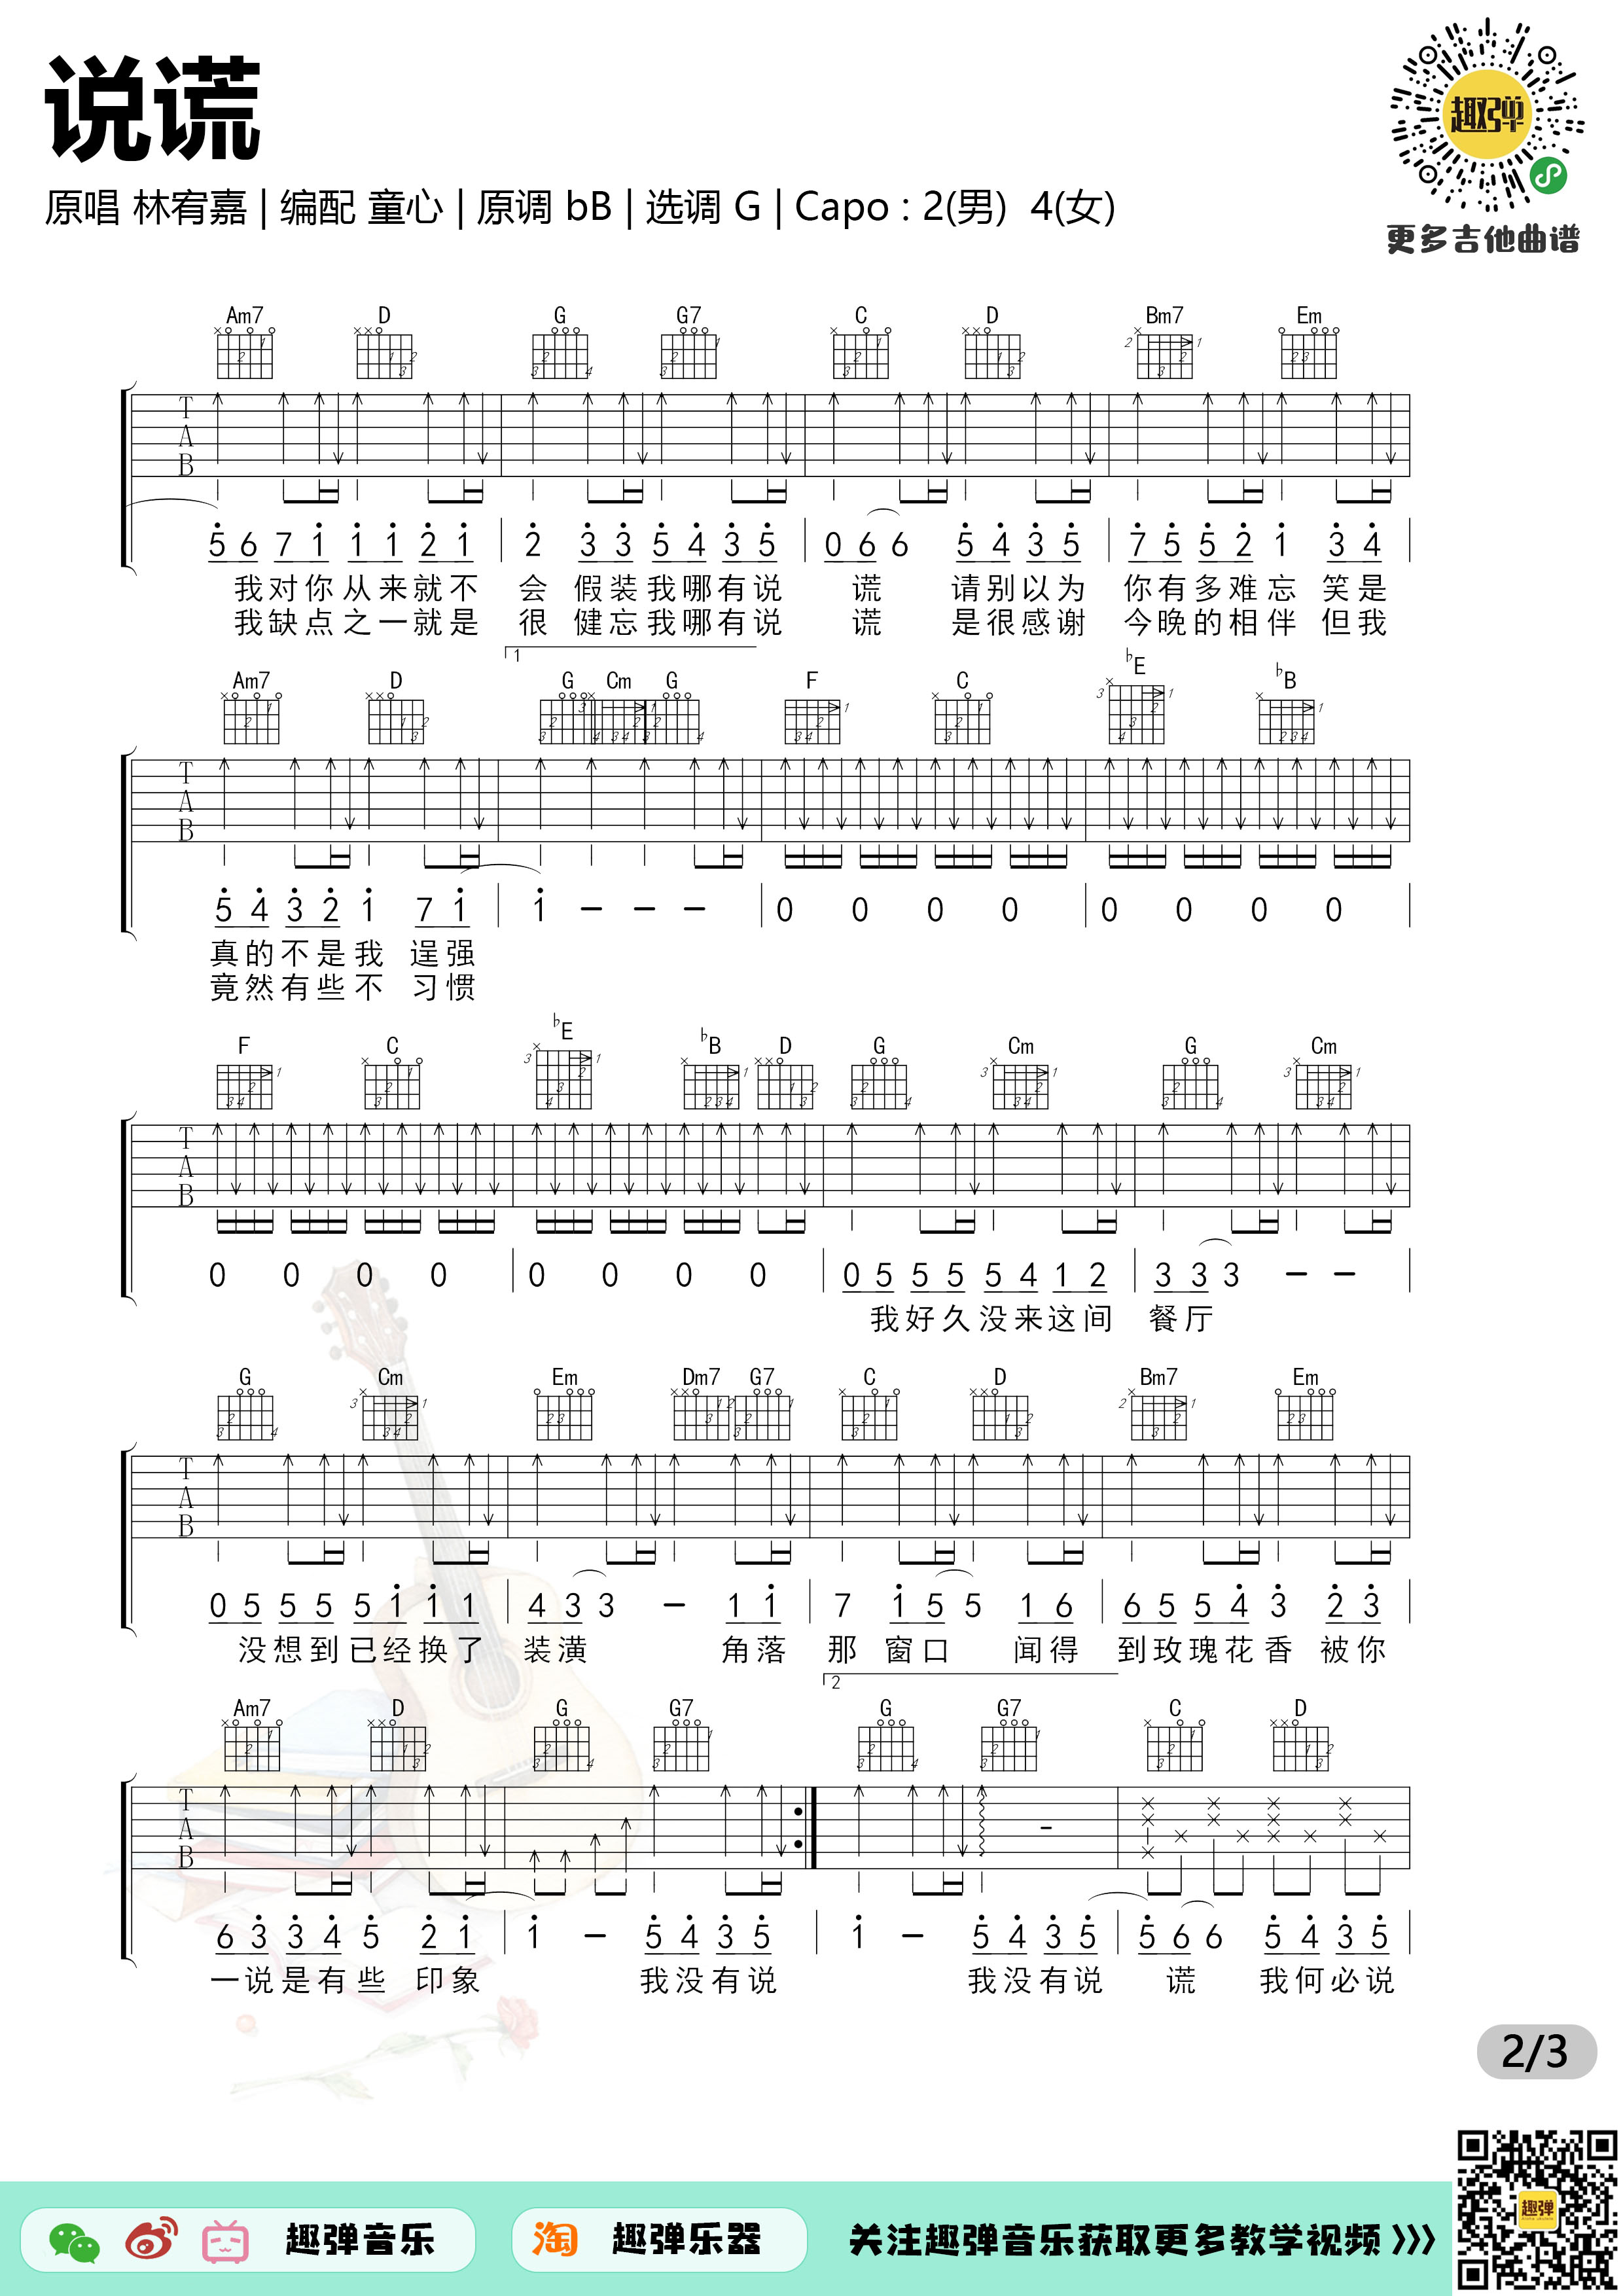 说谎
趣弹
原唱 林宥嘉 | 编配 童心 | 原调 bB | 选调 G | Capo : 2(男) 4(女)
更多吉他曲谱
Am7 D G G7 C D Bm7 Em
T
A
B
5 6 7 1 1 1 2 1 | 2 3 3 5 4 3 5 | 0 6 6 5 4 3 5 | 7 5 5 2 1 3 4 |
我对你从来就不 会 假装我哪有说 谎 请别以为 你有多难忘 笑是
我缺点之一就是 很 健忘我哪有说 谎 是很感谢 今晚的相伴 但我
1
Am7 D G Cm G F C ♭E ♭B
T
A
B
5 4 3 2 1 7 1 | 1 – – – | 0 0 0 0 | 0 0 0 0 |
真的不是我 逞强
竟然有些不 习惯
F C ♭E ♭B D G Cm G Cm
T
A
B
0 0 0 0 | 0 0 0 0 | 0 5 5 5 5 4 1 2 | 3 3 3 – – |
我好久没来这间 餐厅
G Cm Em Dm7 G7 C D Bm7 Em
T
A
B
0 5 5 5 5 1 1 1 | 4 3 3 – 1 1 | 7 1 5 5 1 6 | 6 5 5 4 3 2 3 |
没想到已经换了 装潢 角落 那 窗口 闻得 到玫瑰花香 被你
2
Am7 D G G7 G G7 C D
T
A
B
6 3 3 4 5 2 1 | 1 – 5 4 3 5 | 1 – 5 4 3 5 | 5 6 6 5 4 3 5 |
一说是有些 印象 我没有说 我没有说 谎 我何必说
2/3
趣弹
趣弹音乐
淘 趣弹乐器
关注趣弹音乐获取更多教学视频 >>>